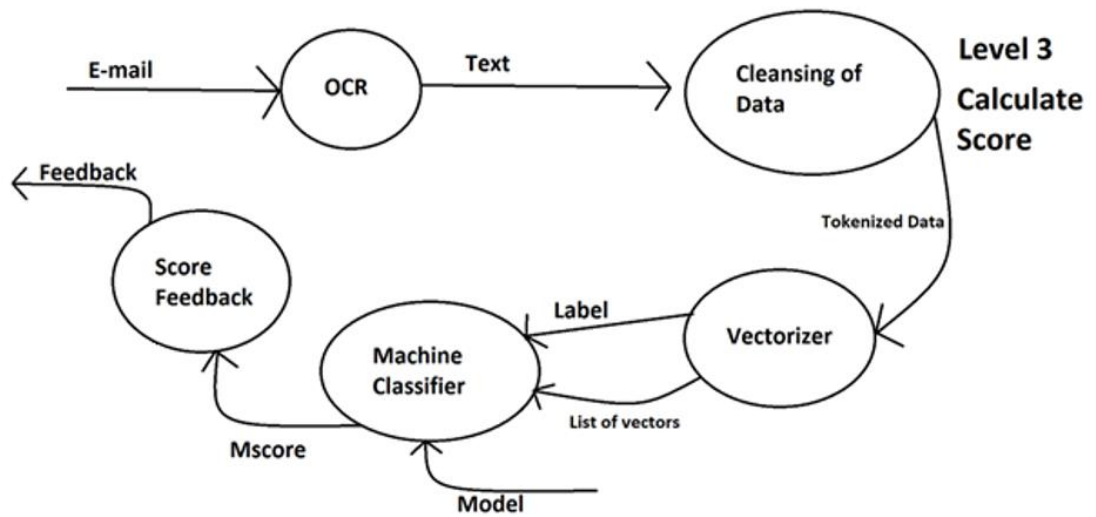 E-mail
OCR
Text
Cleansing of
Data
Level 3
Calculate
Score
Tokenized Data
Vectorizer
Label
List of vectors
Machine
Classifier
Model
Mscore
Score
Feedback
Feedback